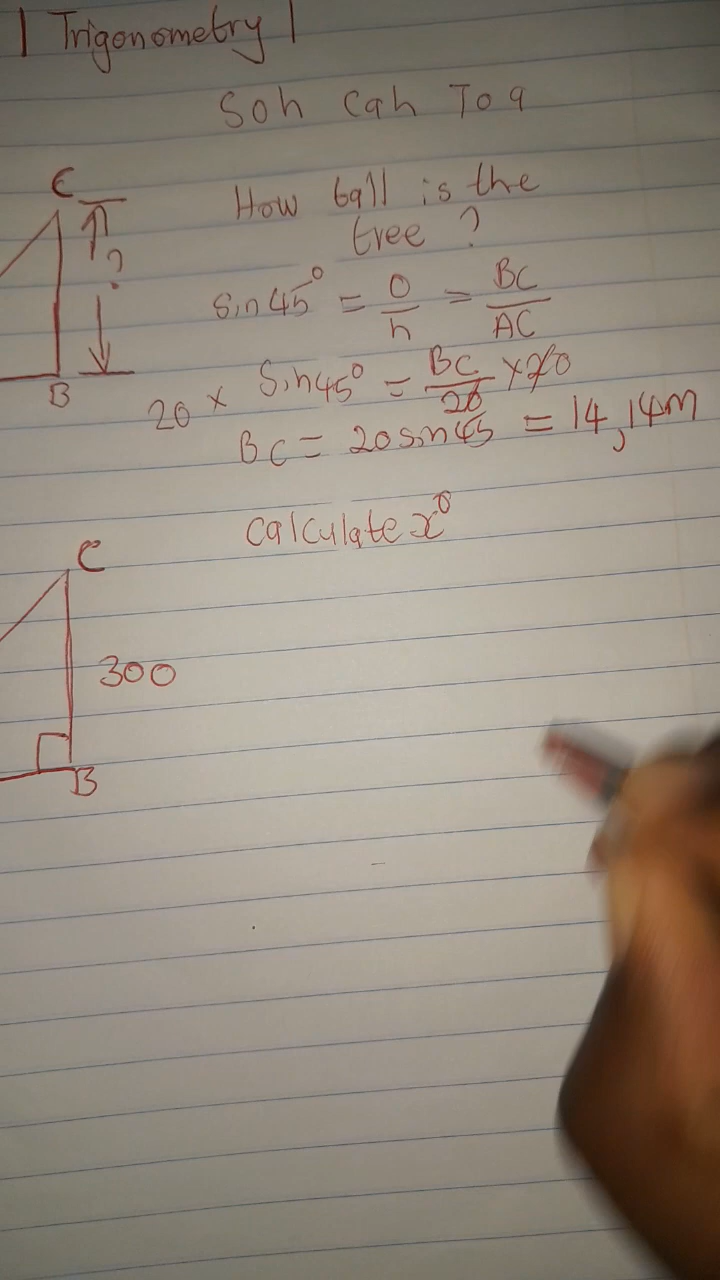 | Trigonometry |
Soh Cah Toa
C
How tall is the
tree ?
?
sin45° = O/h = BC/AC
B
20 × Sin45° = BC/20 × 20
BC = 20sin45 = 14,14m
Calculate x°
C
300
B